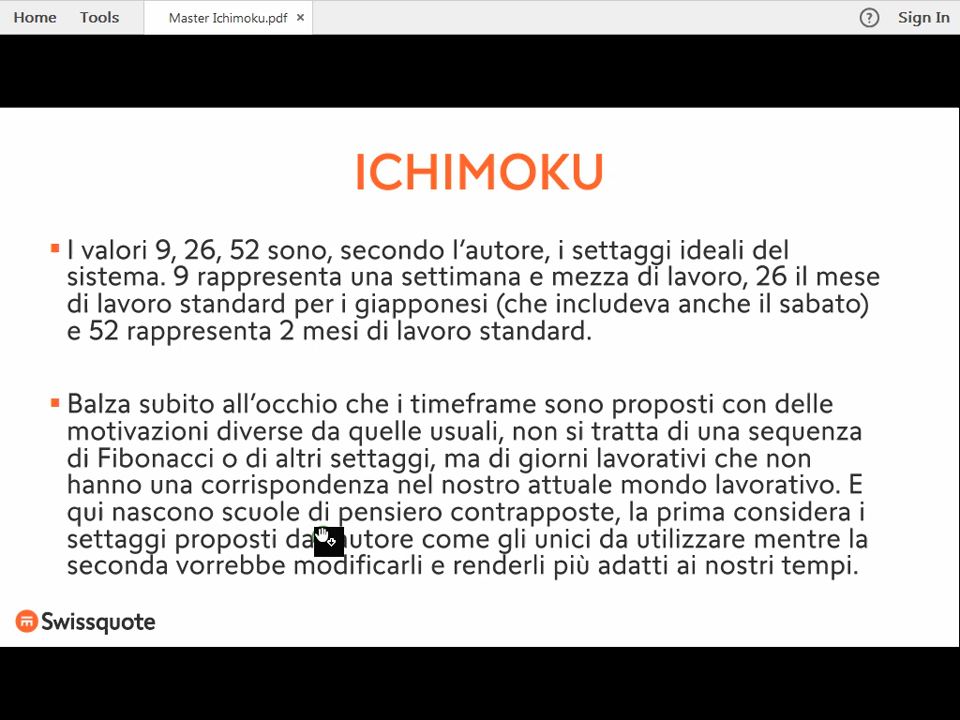 Home Tools Master Ichimoku.pdf × ? Sign In
ICHIMOKU
▪ I valori 9, 26, 52 sono, secondo l'autore, i settaggi ideali del
sistema. 9 rappresenta una settimana e mezza di lavoro, 26 il mese
di lavoro standard per i giapponesi (che includeva anche il sabato)
e 52 rappresenta 2 mesi di lavoro standard.
▪ Balza subito all'occhio che i timeframe sono proposti con delle
motivazioni diverse da quelle usuali, non si tratta di una sequenza
di Fibonacci o di altri settaggi, ma di giorni lavorativi che non
hanno una corrispondenza nel nostro attuale mondo lavorativo. E
qui nascono scuole di pensiero contrapposte, la prima considera i
settaggi proposti come gli unici da utilizzare mentre la
seconda vorrebbe modificarli e renderli più adatti ai nostri tempi.
Swissquote